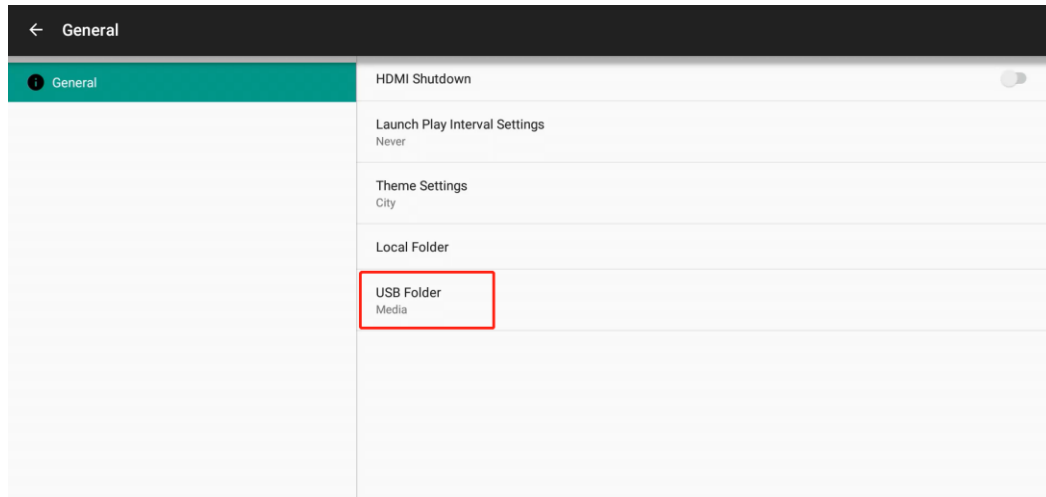 General
General
HDMI Shutdown
Launch Play Interval Settings
Never
Theme Settings
City
Local Folder
USB Folder
Media